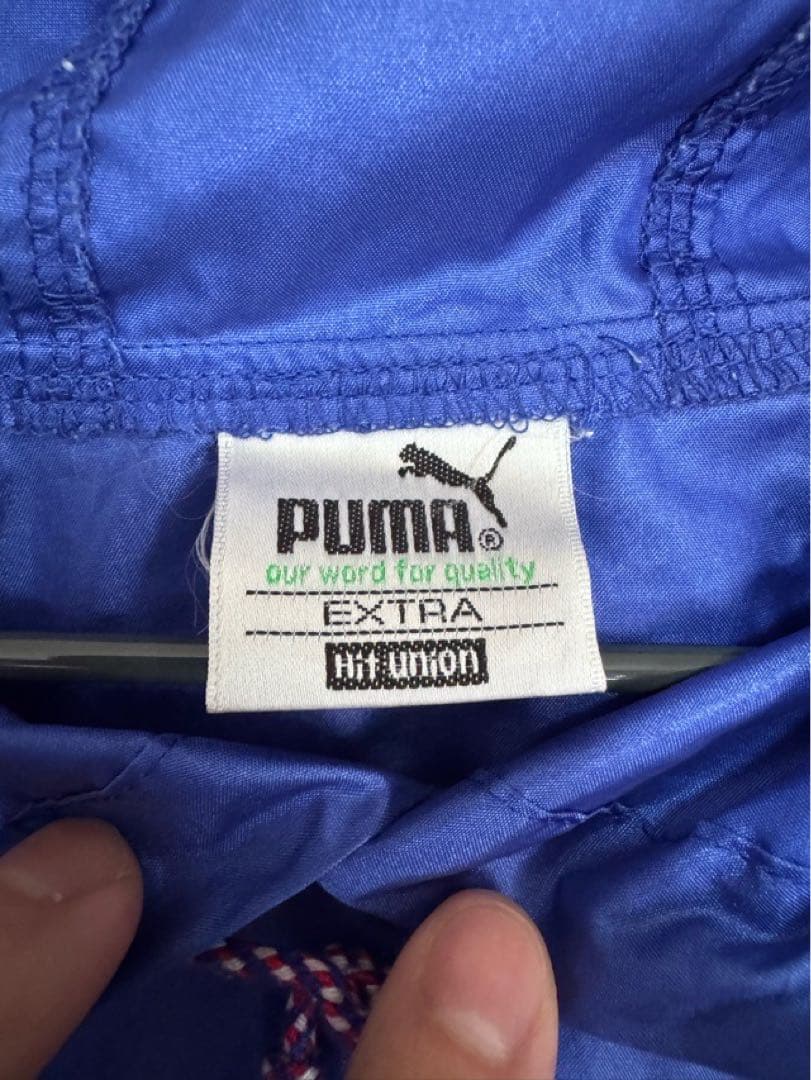 PUMA®
our word for quality
EXTRA
Hit Union